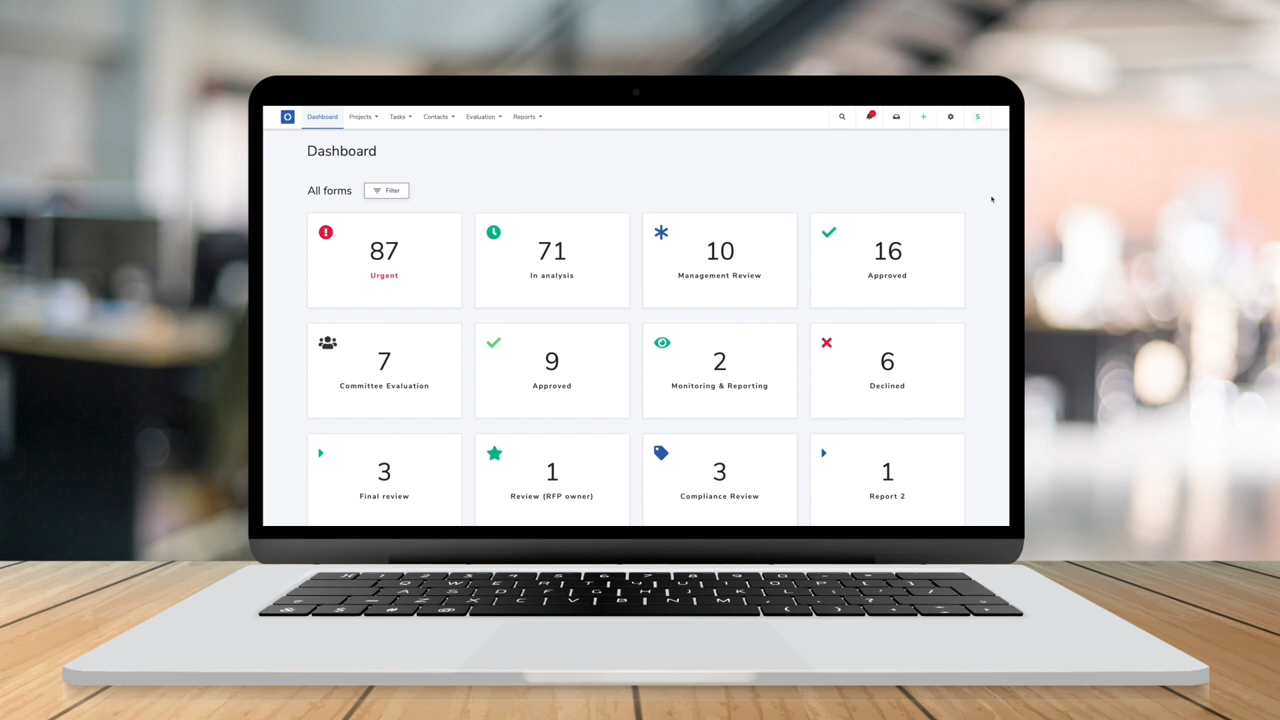 Dashboard Projects Tasks Contacts Evaluation Reports S
Dashboard
All forms Filter
87 71 10 16
Urgent In analysis Management Review Approved
7 9 2 6
Committee Evaluation Approved Monitoring & Reporting Declined
3 1 3 1
Final review Review (RFP owner) Compliance Review Report 2